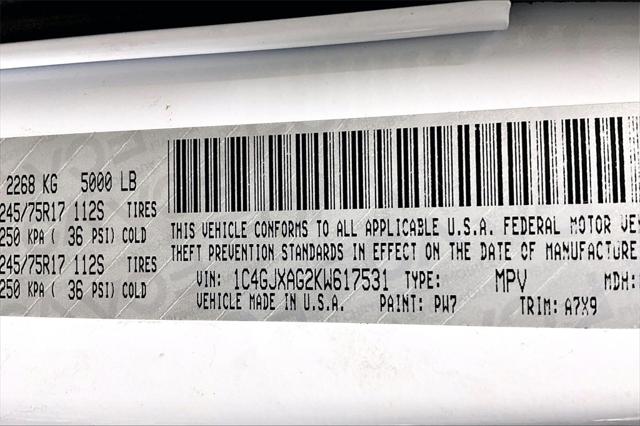 2268 KG 5000 LB
245/75R17 112S TIRES
250 KPA ( 36 PSI) COLD
245/75R17 112S TIRES
250 KPA ( 36 PSI) COLD
THIS VEHICLE CONFORMS TO ALL APPLICABLE U.S.A. FEDERAL MOTOR VEH
THEFT PREVENTION STANDARDS IN EFFECT ON THE DATE OF MANUFACTURE
VIN: 1C4GJXAG2KW617531 TYPE: MPV MDH:
VEHICLE MADE IN U.S.A. PAINT: PW7 TRIM: A7X9